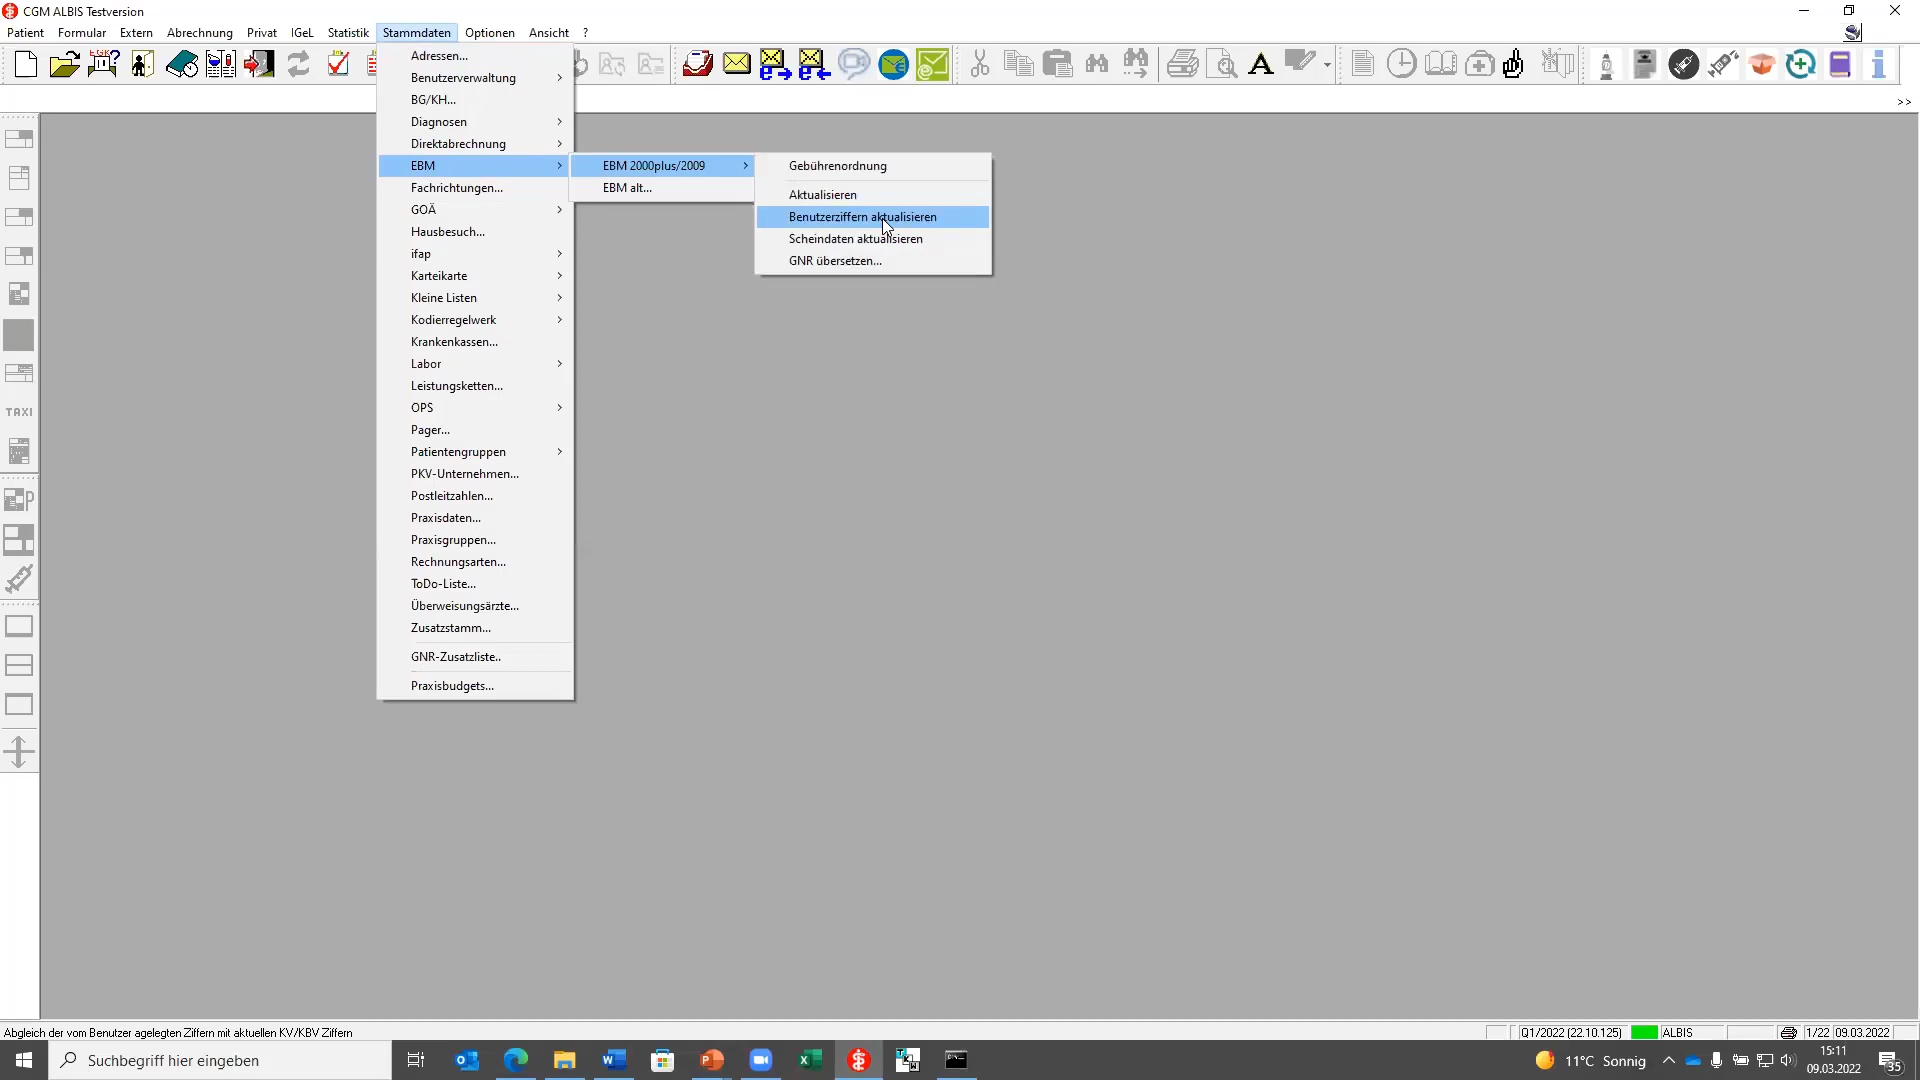 CGM ALBIS Testversion
Patient Formular Extern Abrechnung Privat IGeL Statistik Stammdaten Optionen Ansicht ?
>>
Adressen...
Benutzerverwaltung
BG/KH...
Diagnosen
Direktabrechnung
EBM
Fachrichtungen...
GOÄ
Hausbesuch...
ifap
Karteikarte
Kleine Listen
Kodierregelwerk
Krankenkassen...
Labor
Leistungsketten...
OPS
Pager...
Patientengruppen
PKV-Unternehmen...
Postleitzahlen...
Praxisdaten...
Praxisgruppen...
Rechnungsarten...
ToDo-Liste...
Überweisungsärzte...
Zusatzstamm...
GNR-Zusatzliste..
Praxisbudgets...
EBM 2000plus/2009
EBM alt...
Gebührenordnung
Aktualisieren
Benutzerziffern aktualisieren
Scheindaten aktualisieren
GNR übersetzen...
TAXI
Abgleich der vom Benutzer agelegten Ziffern mit aktuellen KV/KBV Ziffern
Q1/2022 (22.10.125) ALBIS 1/22 09.03.2022
Suchbegriff hier eingeben
11°C Sonnig
15:11
09.03.2022
35